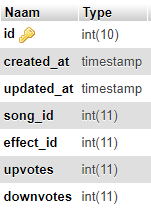 Naam Type
id int(10)
created_at timestamp
updated_at timestamp
song_id int(11)
effect_id int(11)
upvotes int(11)
downvotes int(11)